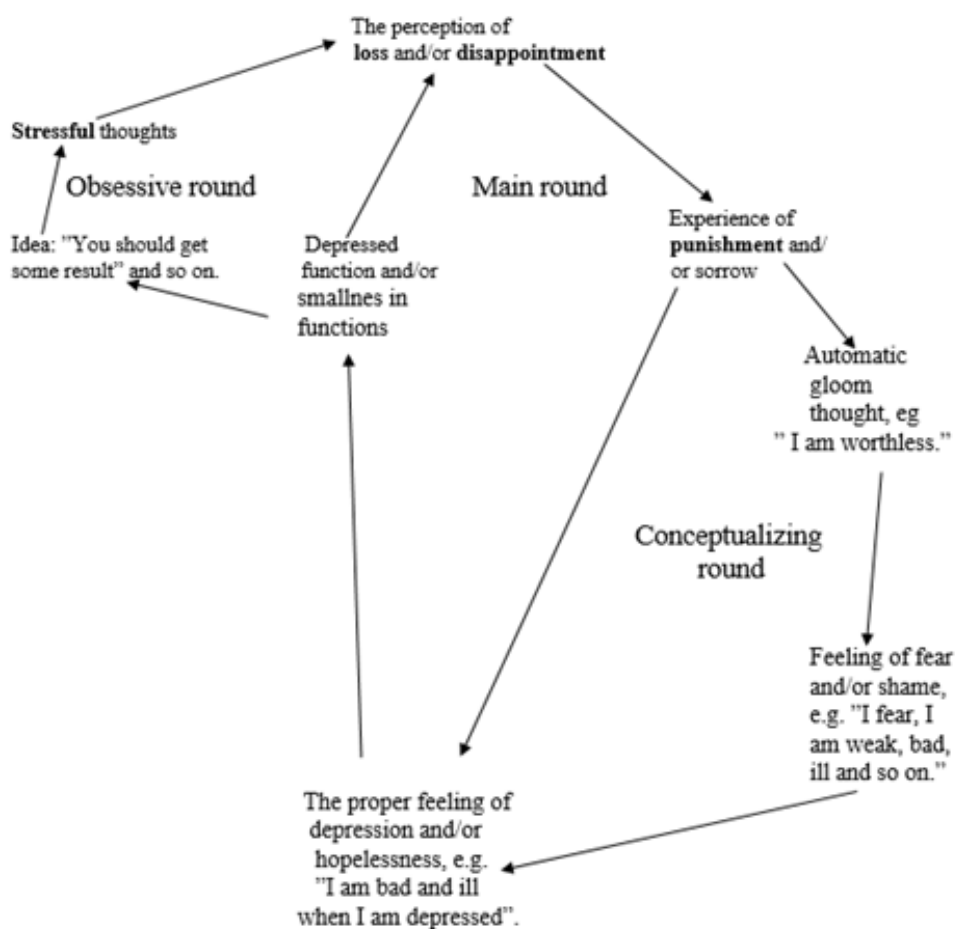 The perception of
loss and/or disappointment
Stressful thoughts
Obsessive round
Main round
Idea: ”You should get
some result” and so on.
Depressed
function and/or
smallnes in
functions
Experience of
punishment and/
or sorrow
Automatic
gloom
thought, eg
” I am worthless.”
Conceptualizing
round
Feeling of fear
and/or shame,
e.g. ”I fear, I
am weak, bad,
ill and so on.”
The proper feeling of
depression and/or
hopelessness, e.g.
”I am bad and ill
when I am depressed”.